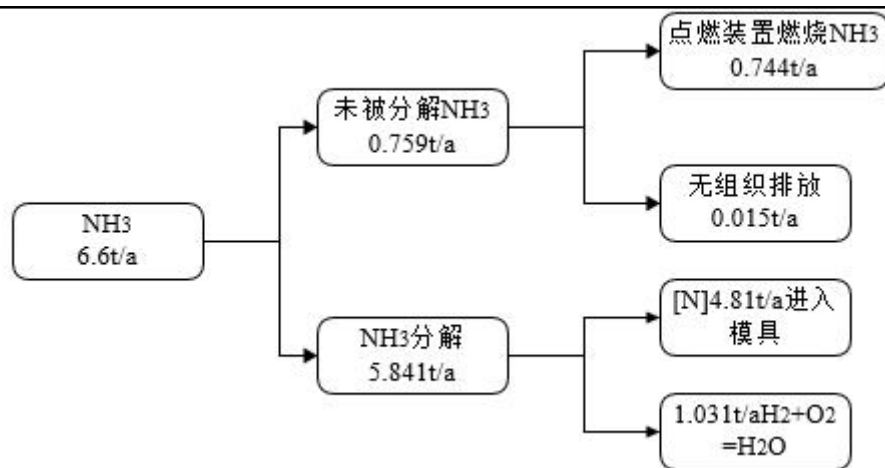 NH3
6.6t/a
未被分解NH3
0.759t/a
点燃装置燃烧NH3
0.744t/a
无组织排放
0.015t/a
NH3分解
5.841t/a
[N]4.81t/a进入
模具
1.031t/aH2+O2
=H2O